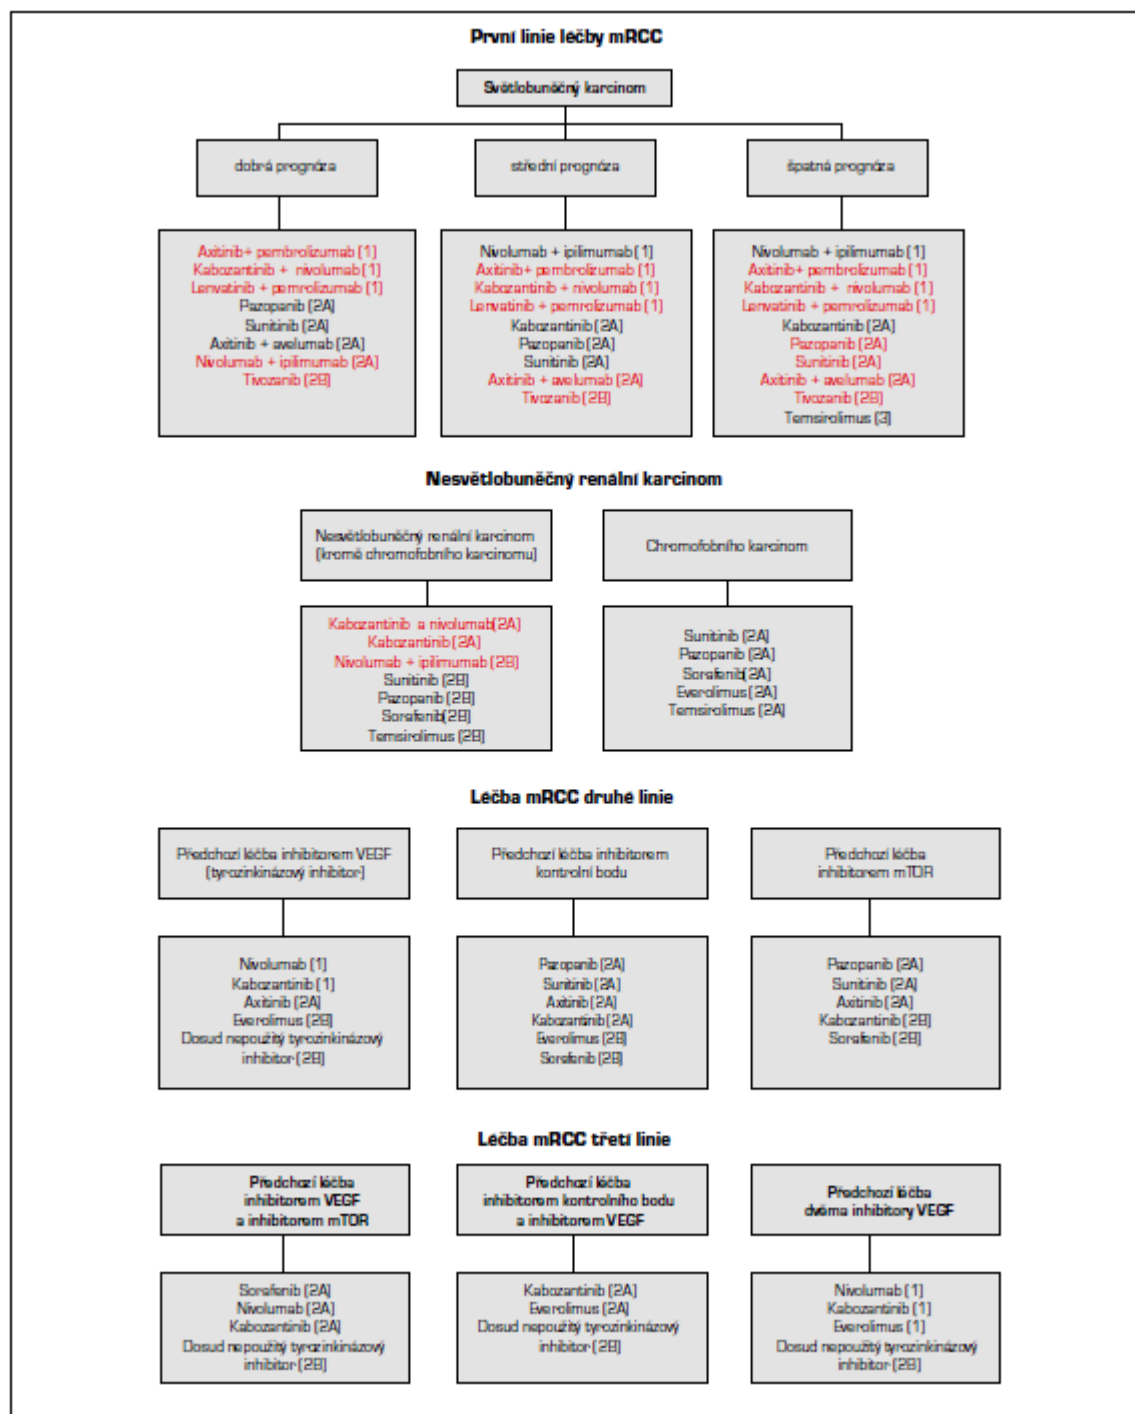 První linie léčby mRCC
Světlobuněčný karcinom
dobrá prognóza
střední prognóza
špatná prognóza
Axitinib+ pembrolizumab (1)
Kabozantinib + nivolumab (1)
Lenvatinib + pemrolizumab (1)
Pazopanib (2A)
Sunitinib (2A)
Axitinib + avelumab (2A)
Nivolumab + ipilimumab (2A)
Tivozanib (2B)
Nivolumab + ipilimumab (1)
Axitinib+ pembrolizumab (1)
Kabozantinib + nivolumab (1)
Lenvatinib + pemrolizumab (1)
Kabozantinib (2A)
Pazopanib (2A)
Sunitinib (2A)
Axitinib + avelumab (2A)
Tivozanib (2B)
Nivolumab + ipilimumab (1)
Axitinib+ pembrolizumab (1)
Kabozantinib + nivolumab (1)
Lenvatinib + pemrolizumab (1)
Kabozantinib (2A)
Pazopanib (2A)
Sunitinib (2A)
Axitinib + avelumab (2A)
Tivozanib (2B)
Temsirolimus (3)
Nesvětlobuněčný renální karcinom
Nesvětlobuněčný renální karcinom
(kromě chromofobního karcinomu)
Chromofobního karcinom
Kabozantinib a nivolumab(2A)
Kabozantinib (2A)
Nivolumab + ipilimumab (2B)
Sunitinib (2B)
Pazopanib (2B)
Sorafenib(2B)
Temsirolimus (2B)
Sunitinib (2A)
Pazopanib (2A)
Sorafenib(2A)
Everolimus (2A)
Temsirolimus (2A)
Léčba mRCC druhé linie
Předchozí léčba inhibitorem VEGF
(tyrozinkinázový inhibitor)
Předchozí léčba inhibitorem
kontrolní bodu
Předchozí léčba
inhibitorem mTOR
Nivolumab (1)
Kabozantinib (1)
Axitinib (2A)
Everolimus (2B)
Dosud nepoužitý tyrozinkinázový
inhibitor (2B)
Pazopanib (2A)
Sunitinib (2A)
Axitinib (2A)
Kabozantinib (2A)
Everolimus (2B)
Sorafenib (2B)
Pazopanib (2A)
Sunitinib (2A)
Axitinib (2A)
Kabozantinib (2B)
Sorafenib (2B)
Léčba mRCC třetí linie
Předchozí léčba
inhibitorem VEGF
a inhibitorem mTOR
Předchozí léčba
inhibitorem kontrolního bodu
a inhibitorem VEGF
Předchozí léčba
dvěma inhibitory VEGF
Sorafenib (2A)
Nivolumab (2A)
Kabozantinib (2A)
Dosud nepoužitý tyrozinkinázový
inhibitor (2B)
Kabozantinib (2A)
Everolimus (2A)
Dosud nepoužitý tyrozinkinázový
inhibitor (2B)
Nivolumab (1)
Kabozantinib (1)
Everolimus (1)
Dosud nepoužitý tyrozinkinázový
inhibitor (2B)